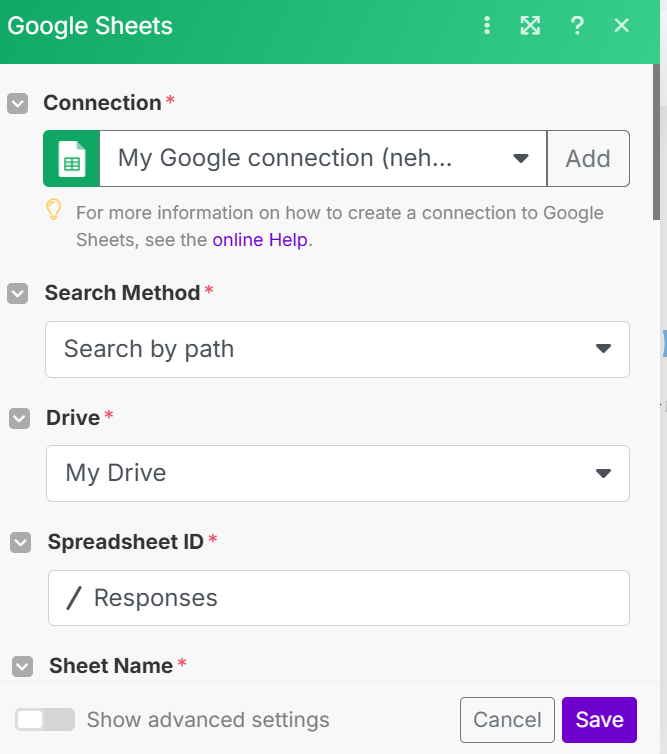 Google Sheets
?
Connection *
My Google connection (neh...
Add
For more information on how to create a connection to Google
Sheets, see the online Help.
Search Method *
Search by path
Drive *
My Drive
Spreadsheet ID *
/ Responses
Sheet Name *
Show advanced settings
Cancel
Save